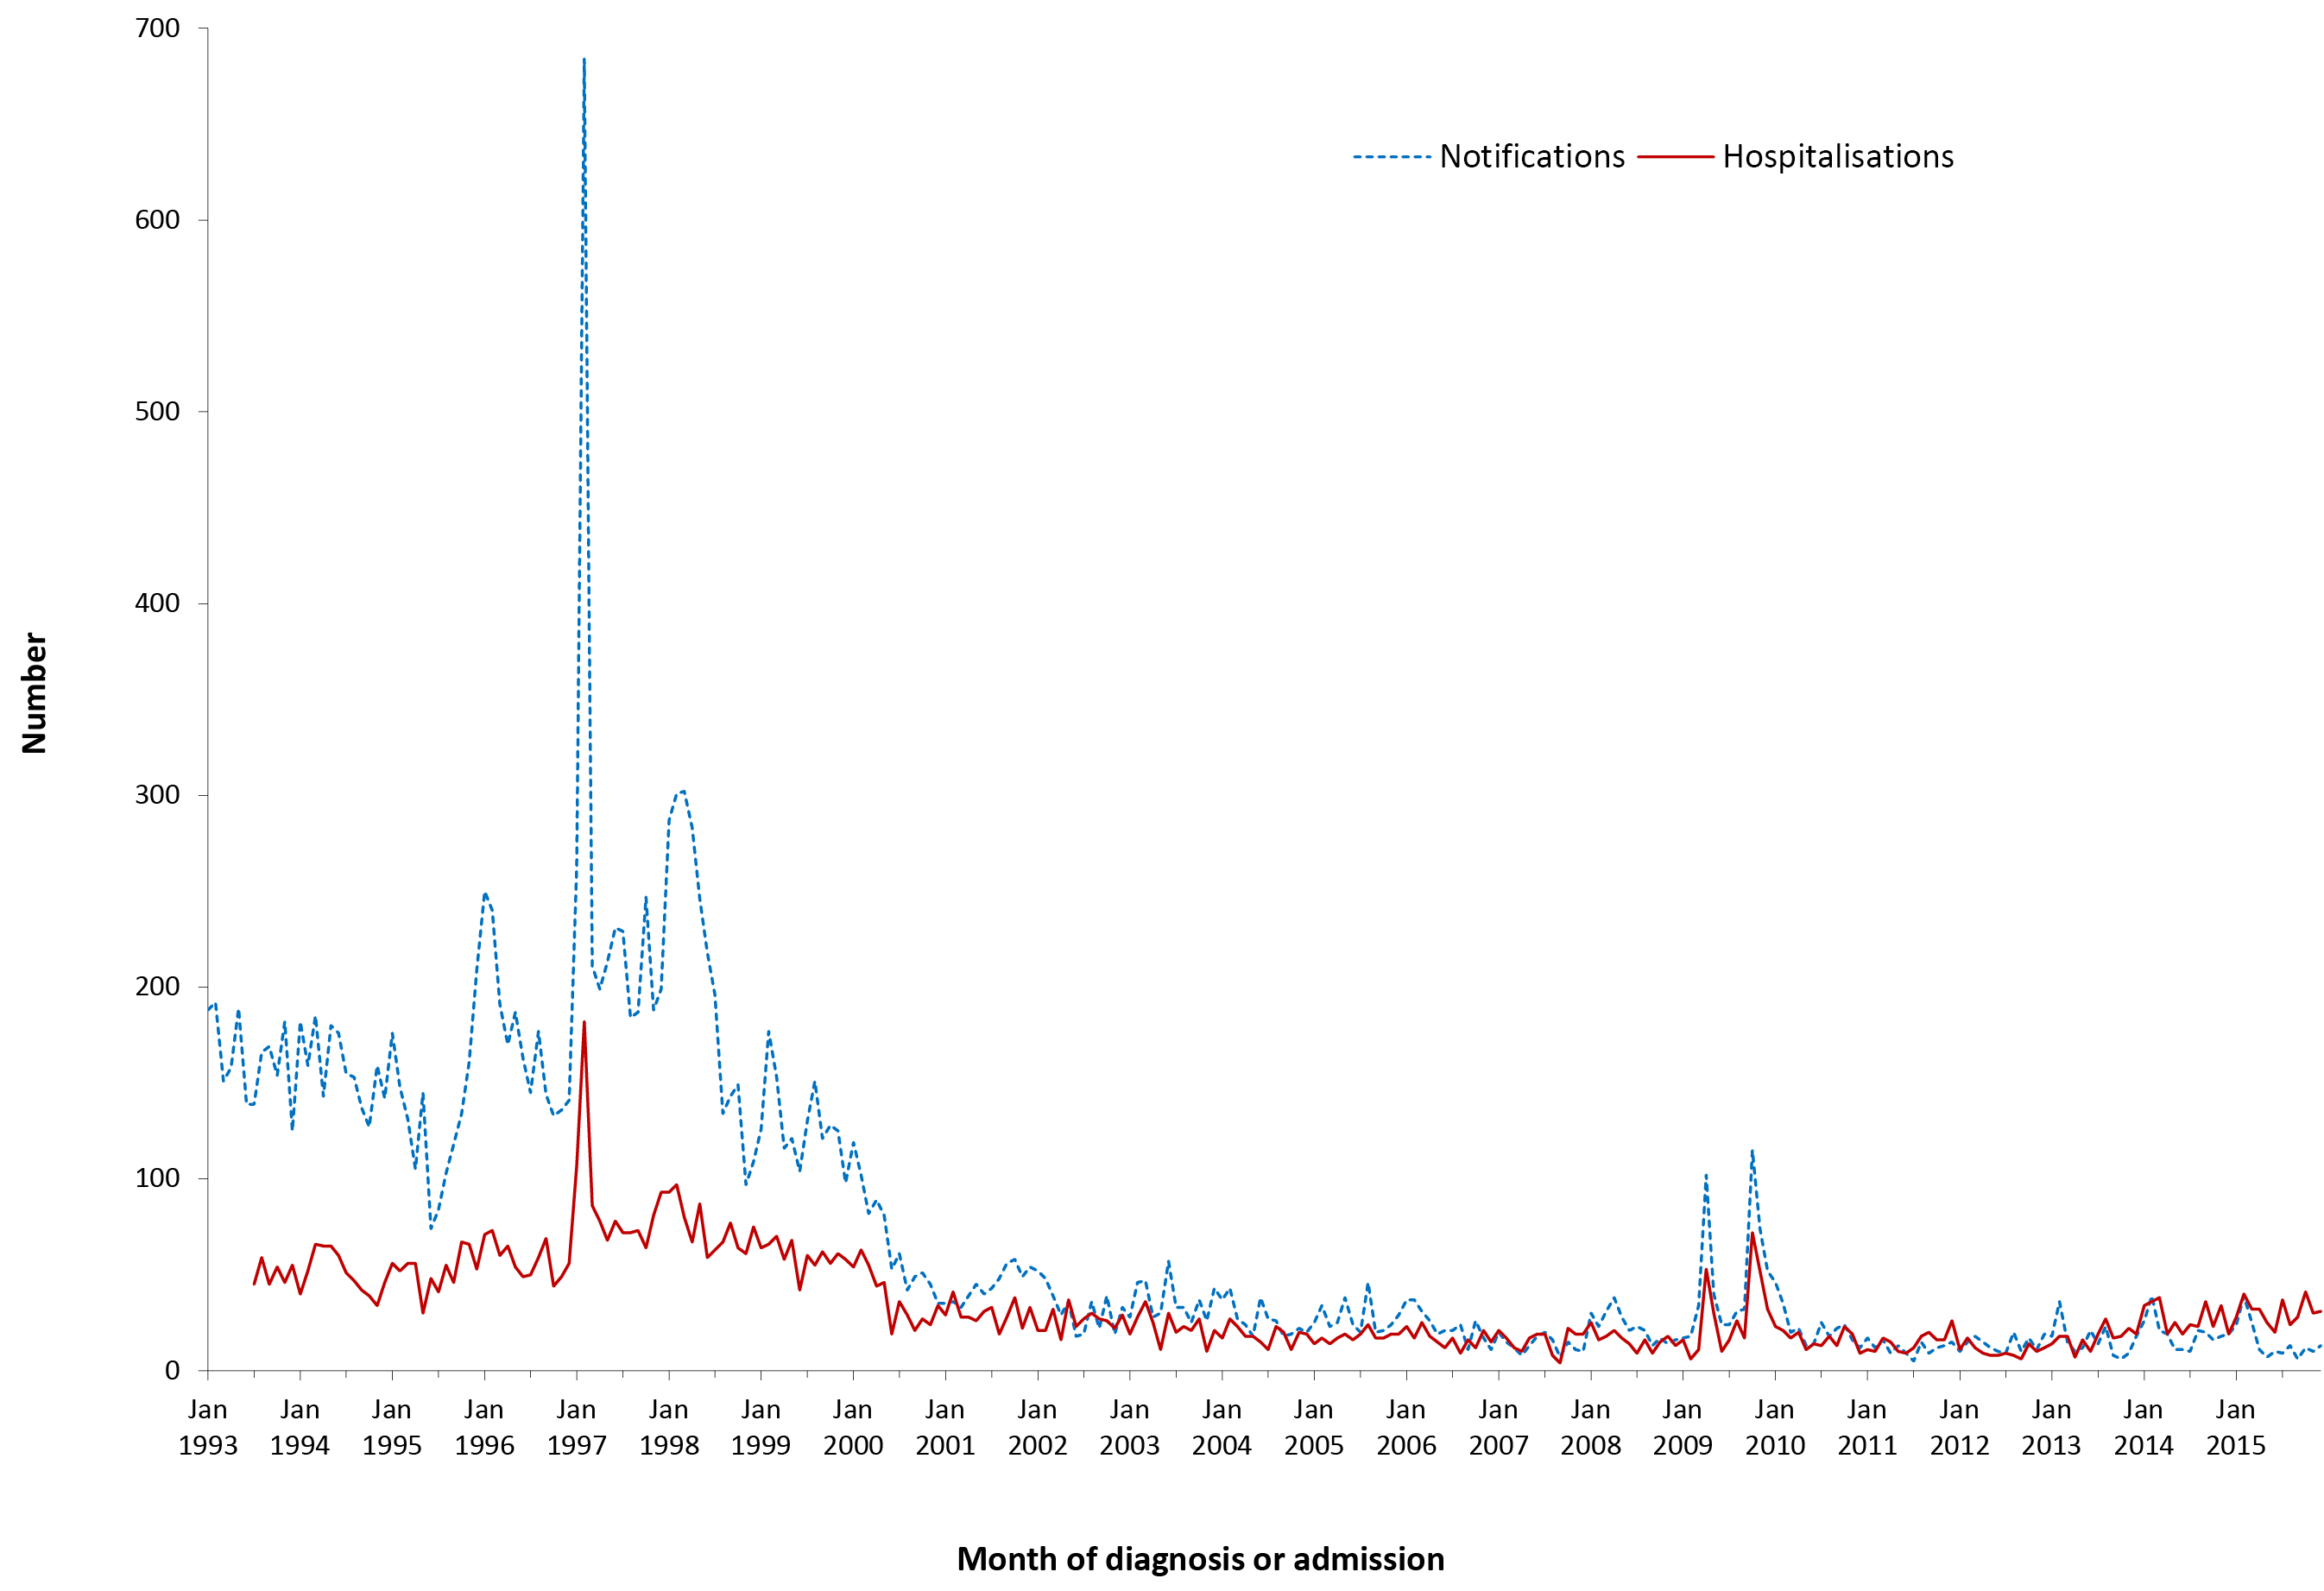 700
600
500
400
300
200
100
0
Number
Notifications Hospitalisations
Jan Jan Jan Jan Jan Jan Jan Jan Jan Jan Jan Jan Jan Jan Jan Jan Jan Jan Jan Jan Jan Jan Jan
1993 1994 1995 1996 1997 1998 1999 2000 2001 2002 2003 2004 2005 2006 2007 2008 2009 2010 2011 2012 2013 2014 2015
Month of diagnosis or admission